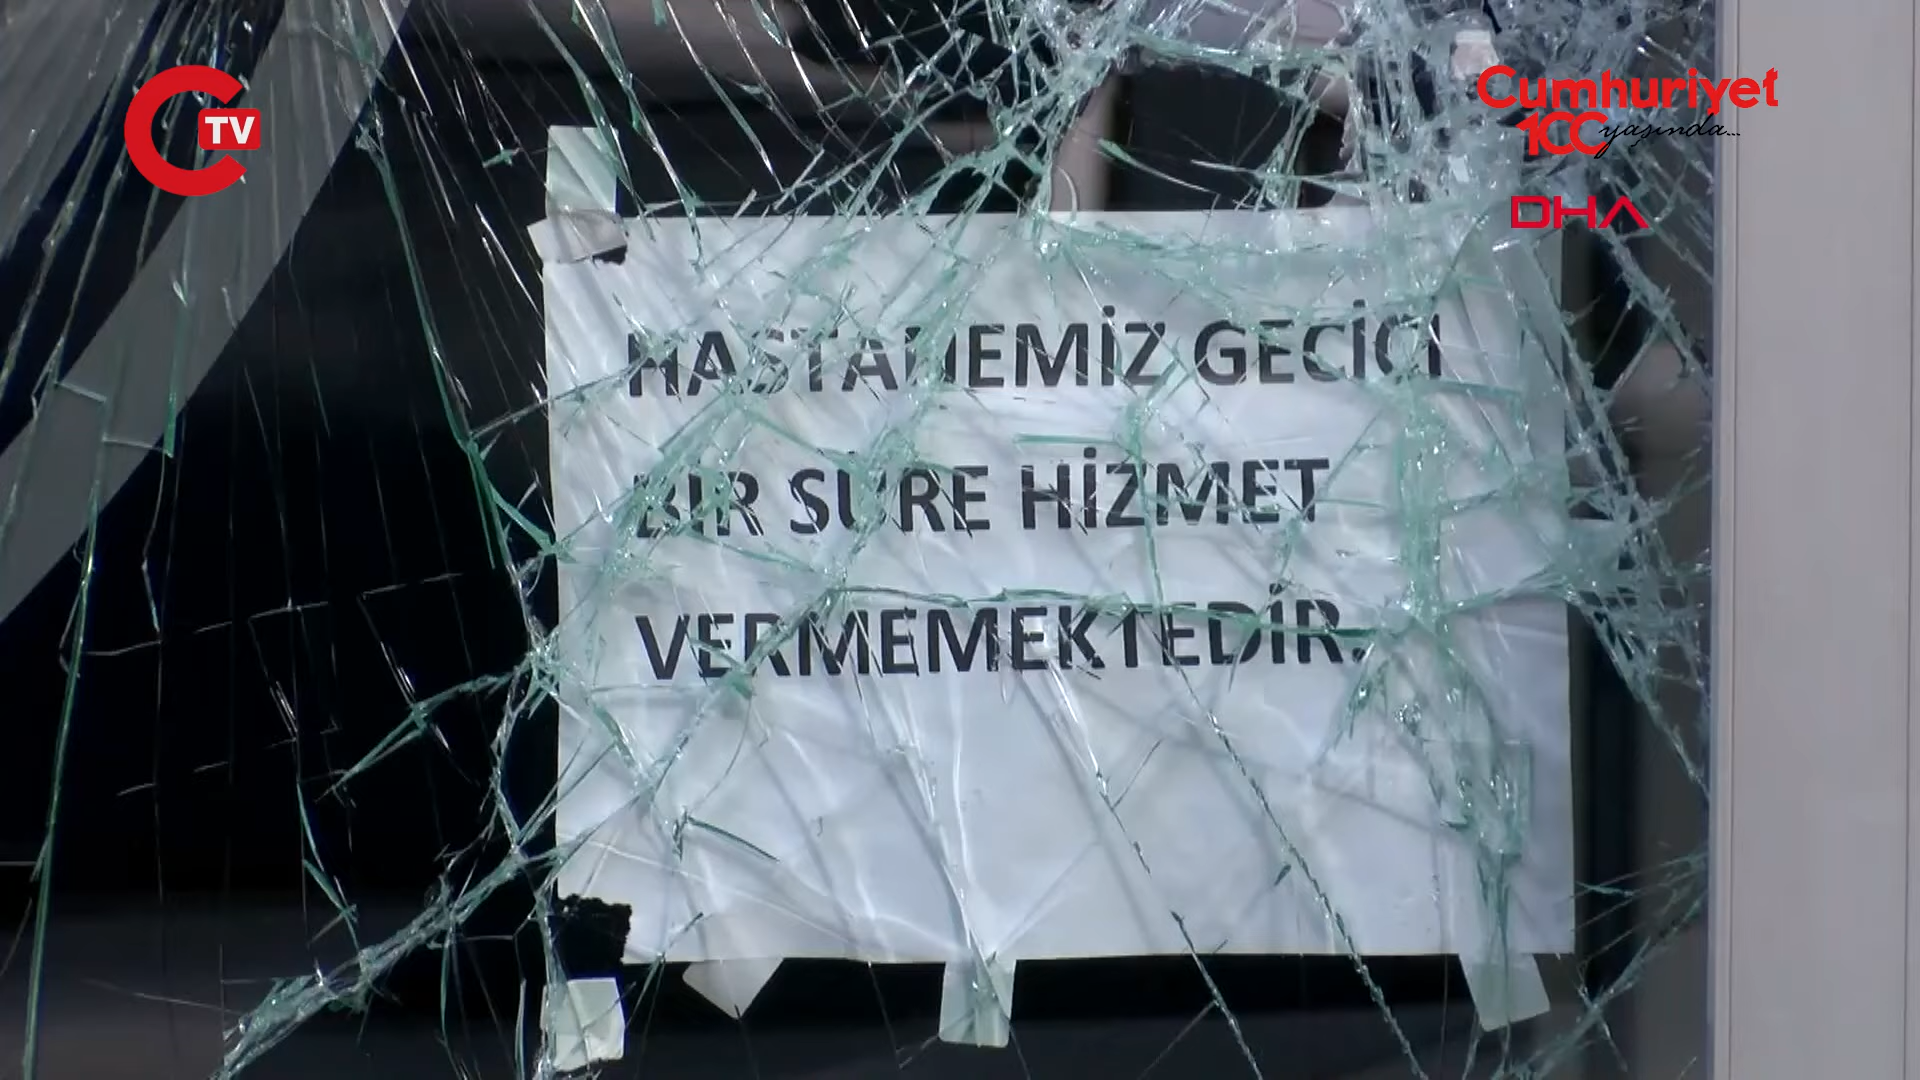 C TV
Cumhuriyet
100 yaşında...
DHA
HASTANEMİZ GEÇİCİ
BİR SÜRE HİZMET
VERMEMEKTEDİR.